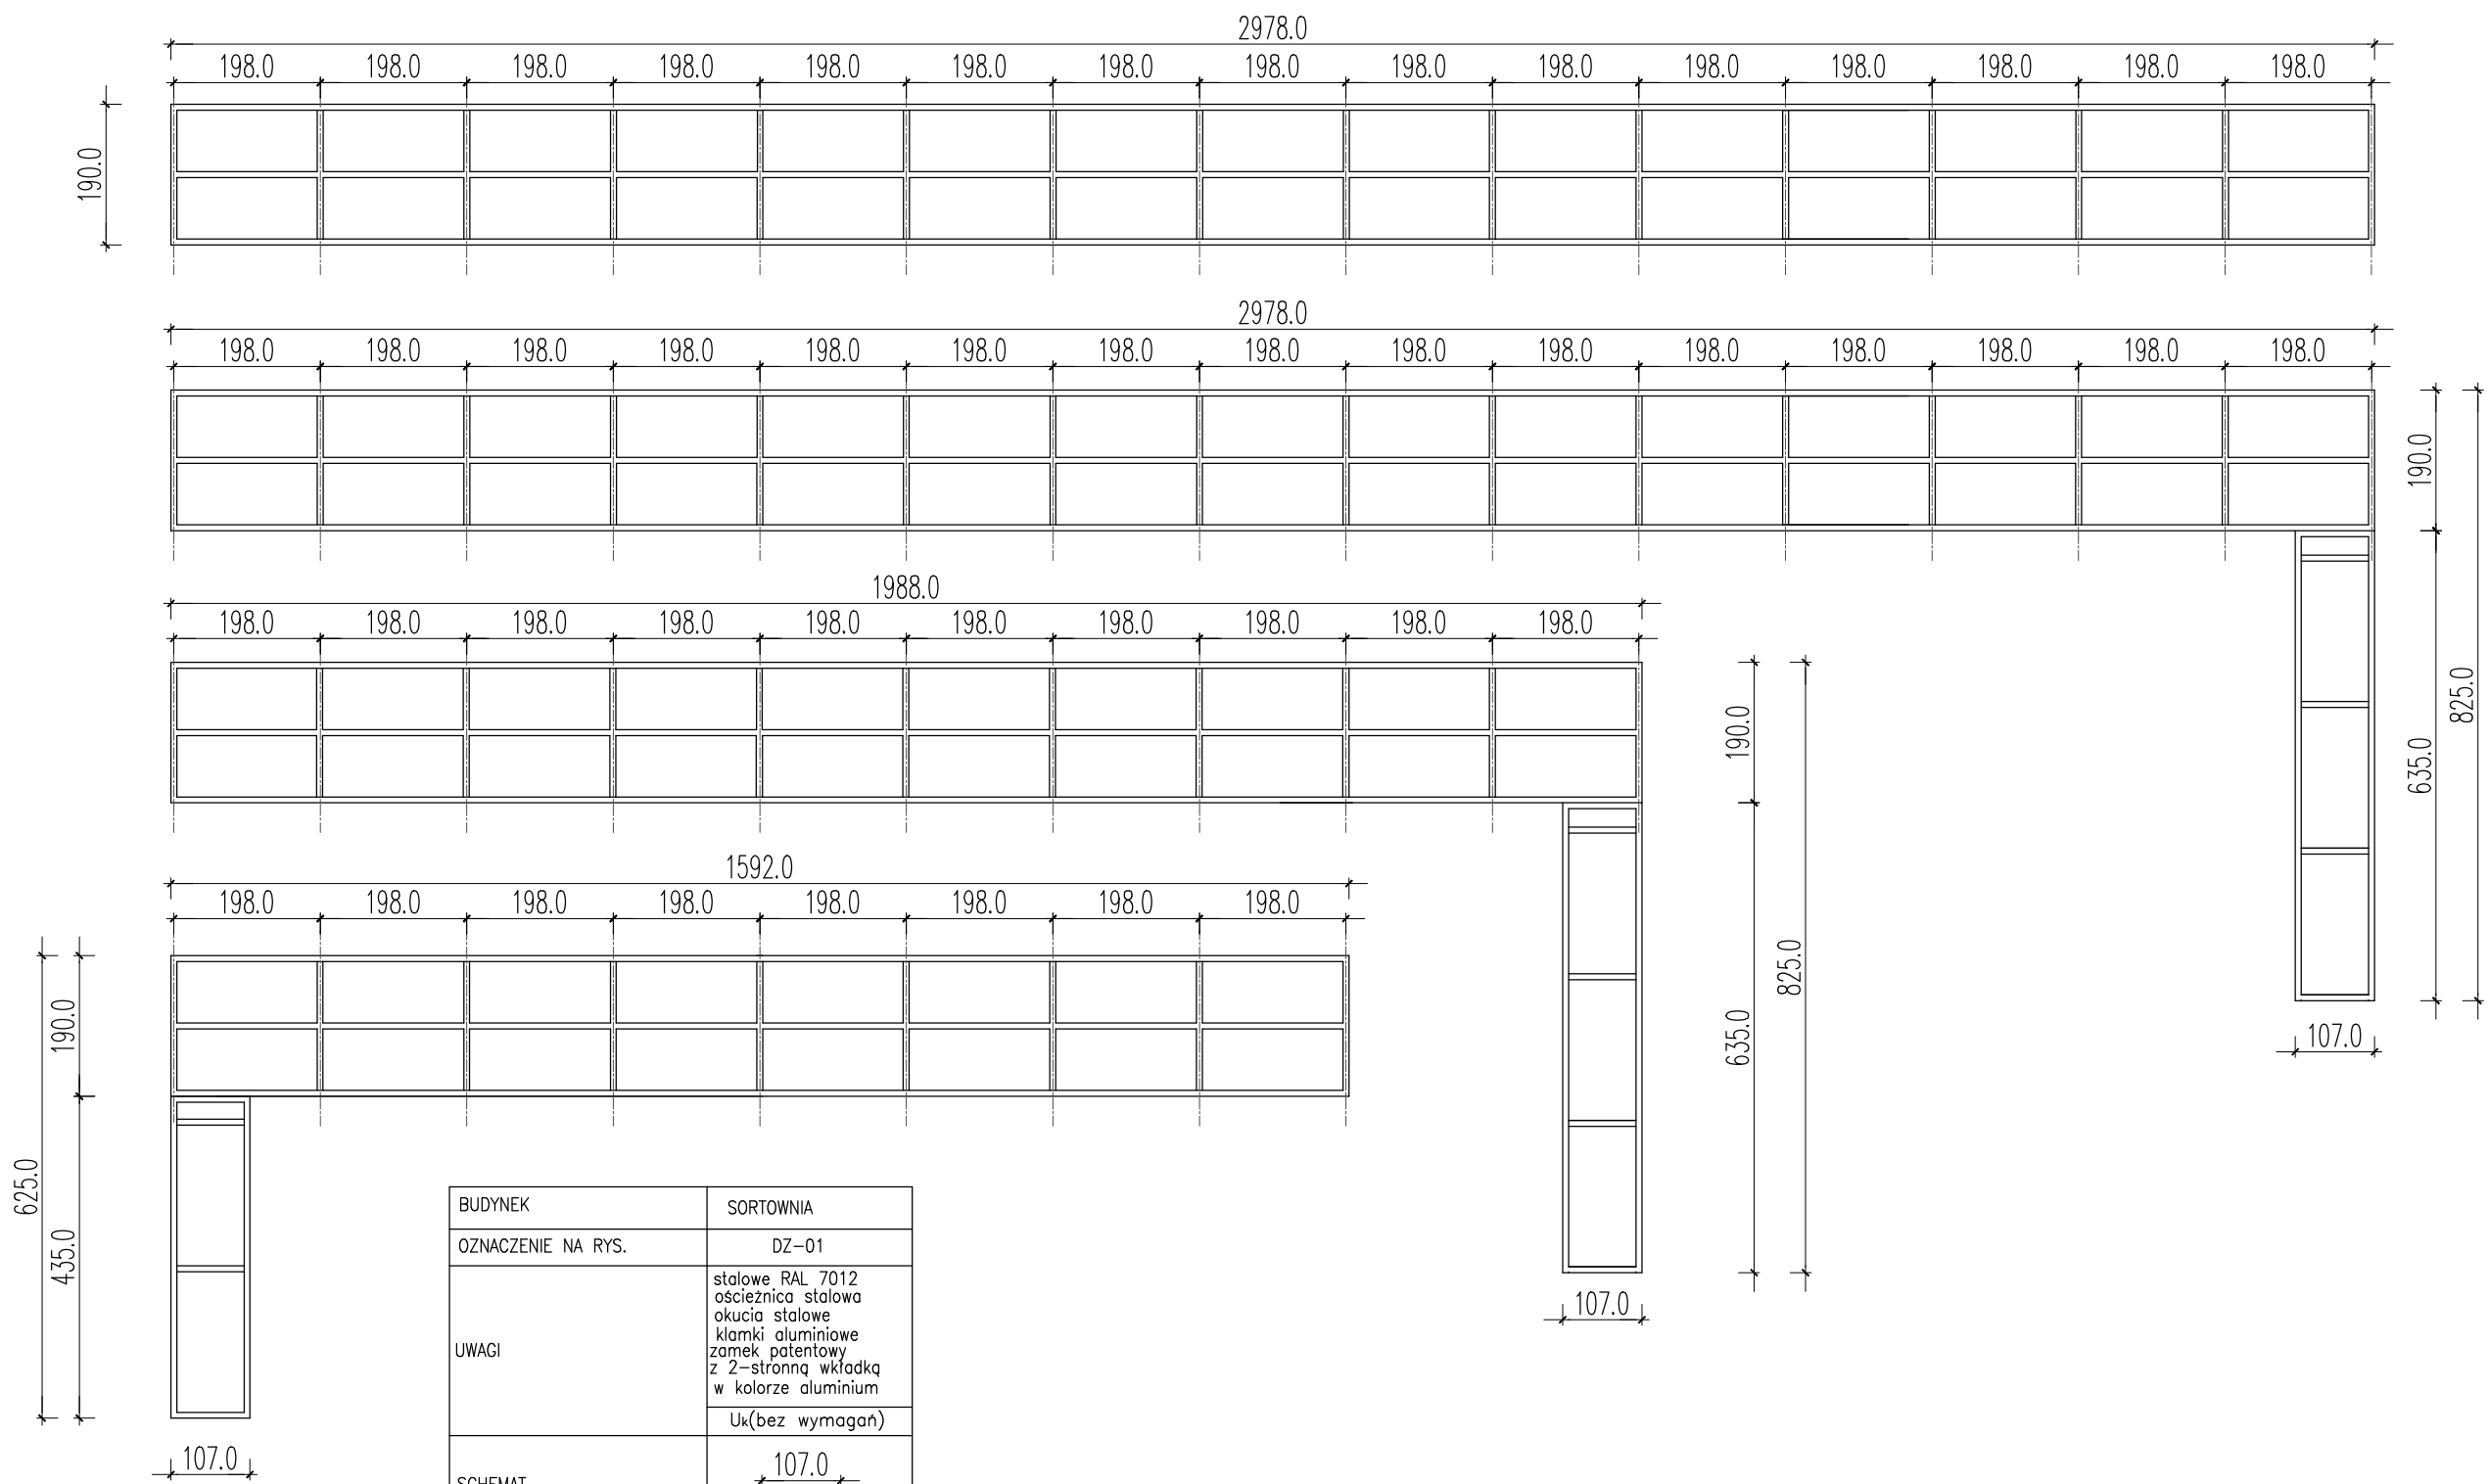 2978.0
198.0 198.0 198.0 198.0 198.0 198.0 198.0 198.0 198.0 198.0 198.0 198.0 198.0 198.0 198.0
190.0
2978.0
198.0 198.0 198.0 198.0 198.0 198.0 198.0 198.0 198.0 198.0 198.0 198.0 198.0 198.0 198.0
190.0
635.0
825.0
107.0
1988.0
198.0 198.0 198.0 198.0 198.0 198.0 198.0 198.0 198.0 198.0
190.0
635.0
825.0
107.0
1592.0
198.0 198.0 198.0 198.0 198.0 198.0 198.0 198.0
190.0
435.0
625.0
107.0
BUDYNEK SORTOWNIA
OZNACZENIE NA RYS. DZ-01
UWAGI
stalowe RAL 7012
ościeżnica stalowa
okucia stalowe
klamki aluminiowe
zamek patentowy
z 2-stronną wkładką
w kolorze aluminium
Uk(bez wymagań)
SCHEMAT
107.0